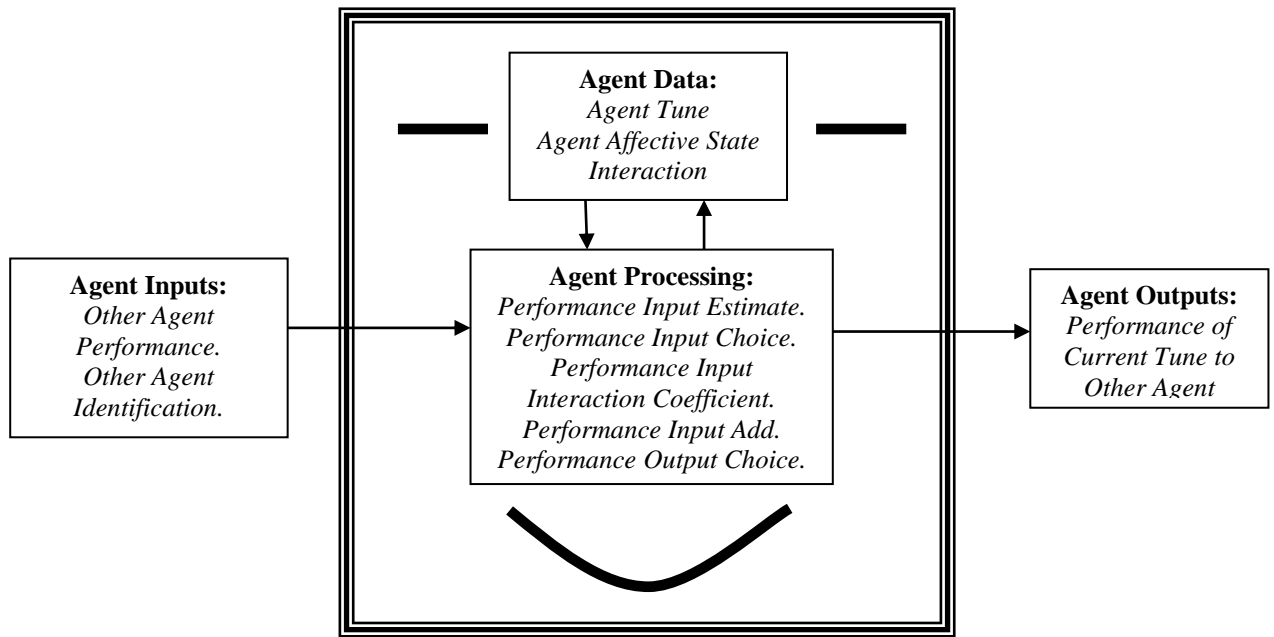 Agent Data:
Agent Tune
Agent Affective State
Interaction
Agent Inputs:
Other Agent
Performance.
Other Agent
Identification.
Agent Processing:
Performance Input Estimate.
Performance Input Choice.
Performance Input
Interaction Coefficient.
Performance Input Add.
Performance Output Choice.
Agent Outputs:
Performance of
Current Tune to
Other Agent